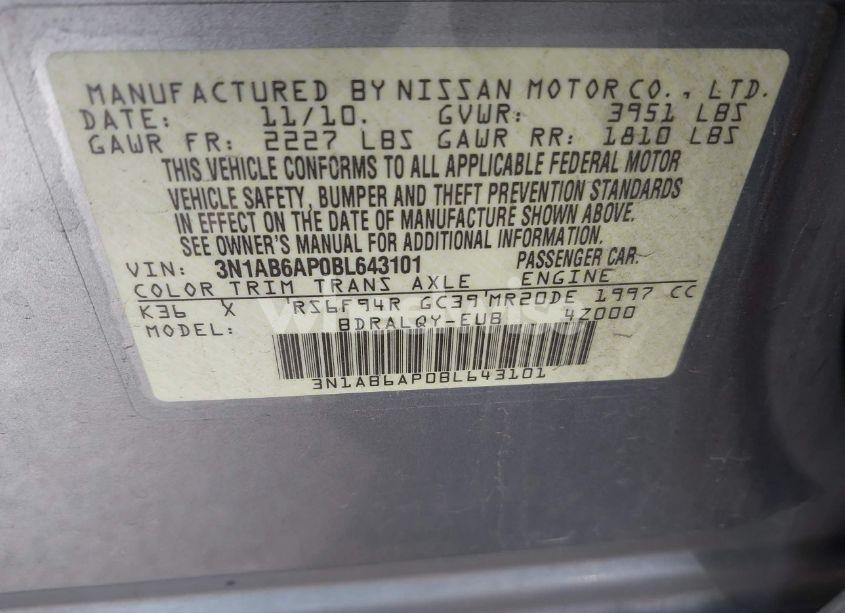 MANUFACTURED BY NISSAN MOTOR CO., LTD.
DATE: 11/10. GVWR: 3951 LBS
GAWR FR: 2227 LBS GAWR RR: 1810 LBS
THIS VEHICLE CONFORMS TO ALL APPLICABLE FEDERAL MOTOR
VEHICLE SAFETY, BUMPER AND THEFT PREVENTION STANDARDS
IN EFFECT ON THE DATE OF MANUFACTURE SHOWN ABOVE.
SEE OWNER'S MANUAL FOR ADDITIONAL INFORMATION.
VIN: 3N1AB6AP0BL643101 PASSENGER CAR
COLOR TRIM TRANS AXLE ENGINE
K36 X RS6F94R GC39 MR20DE 1997 CC
MODEL: BDRALQY-EUB 4Z000
3N1AB6AP0BL643101